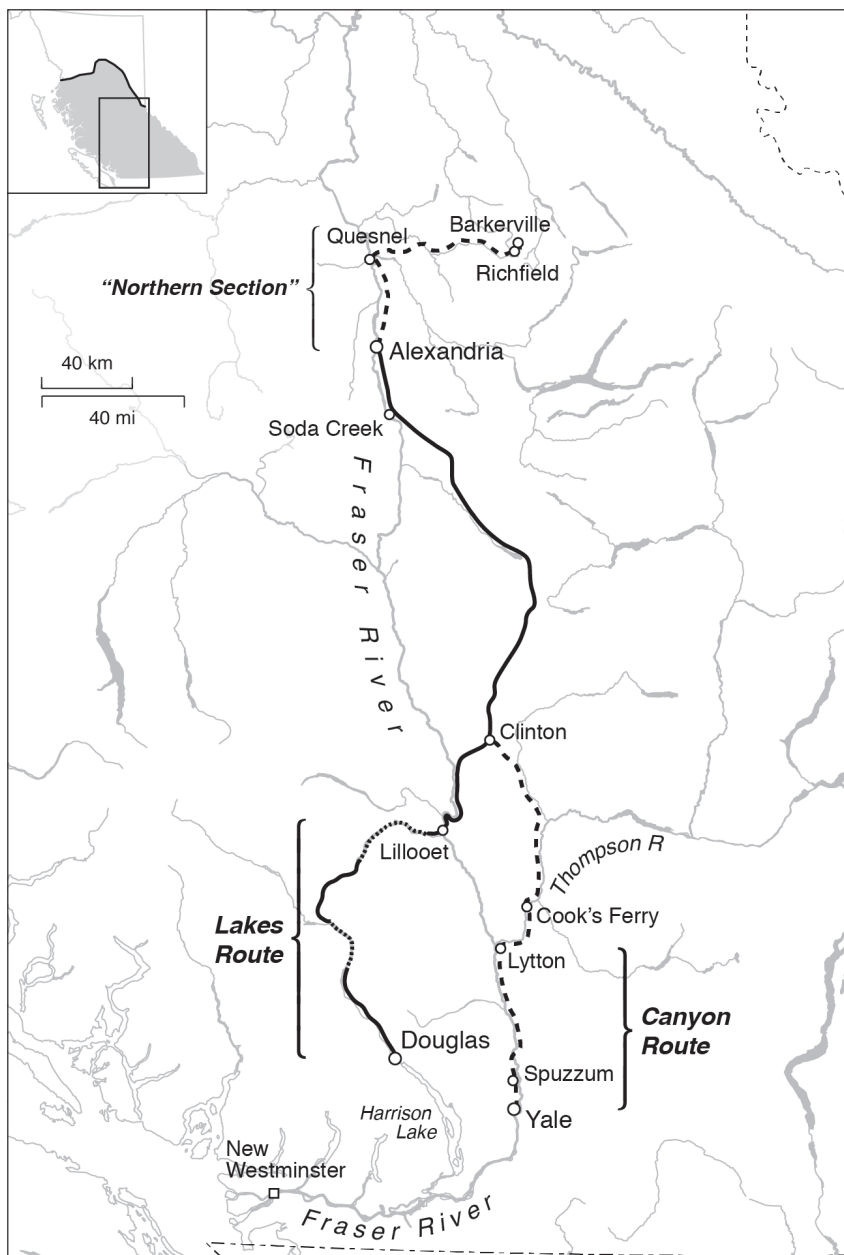 Barkerville
Quesnel
Richfield
“Northern Section”
Alexandria
40 km
40 mi
Soda Creek
Fraser River
Clinton
Lillooet
Thompson R
Cook's Ferry
Lakes
Route
Lytton
Canyon
Route
Douglas
Spuzzum
Yale
Harrison
Lake
New
Westminster
Fraser River